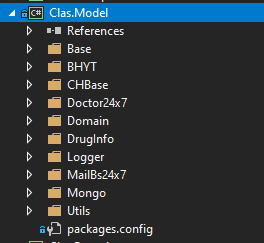 C# Clas.Model
References
Base
BHYT
CHBase
Doctor24x7
Domain
DrugInfo
Logger
MailBs24x7
Mongo
Utils
packages.config